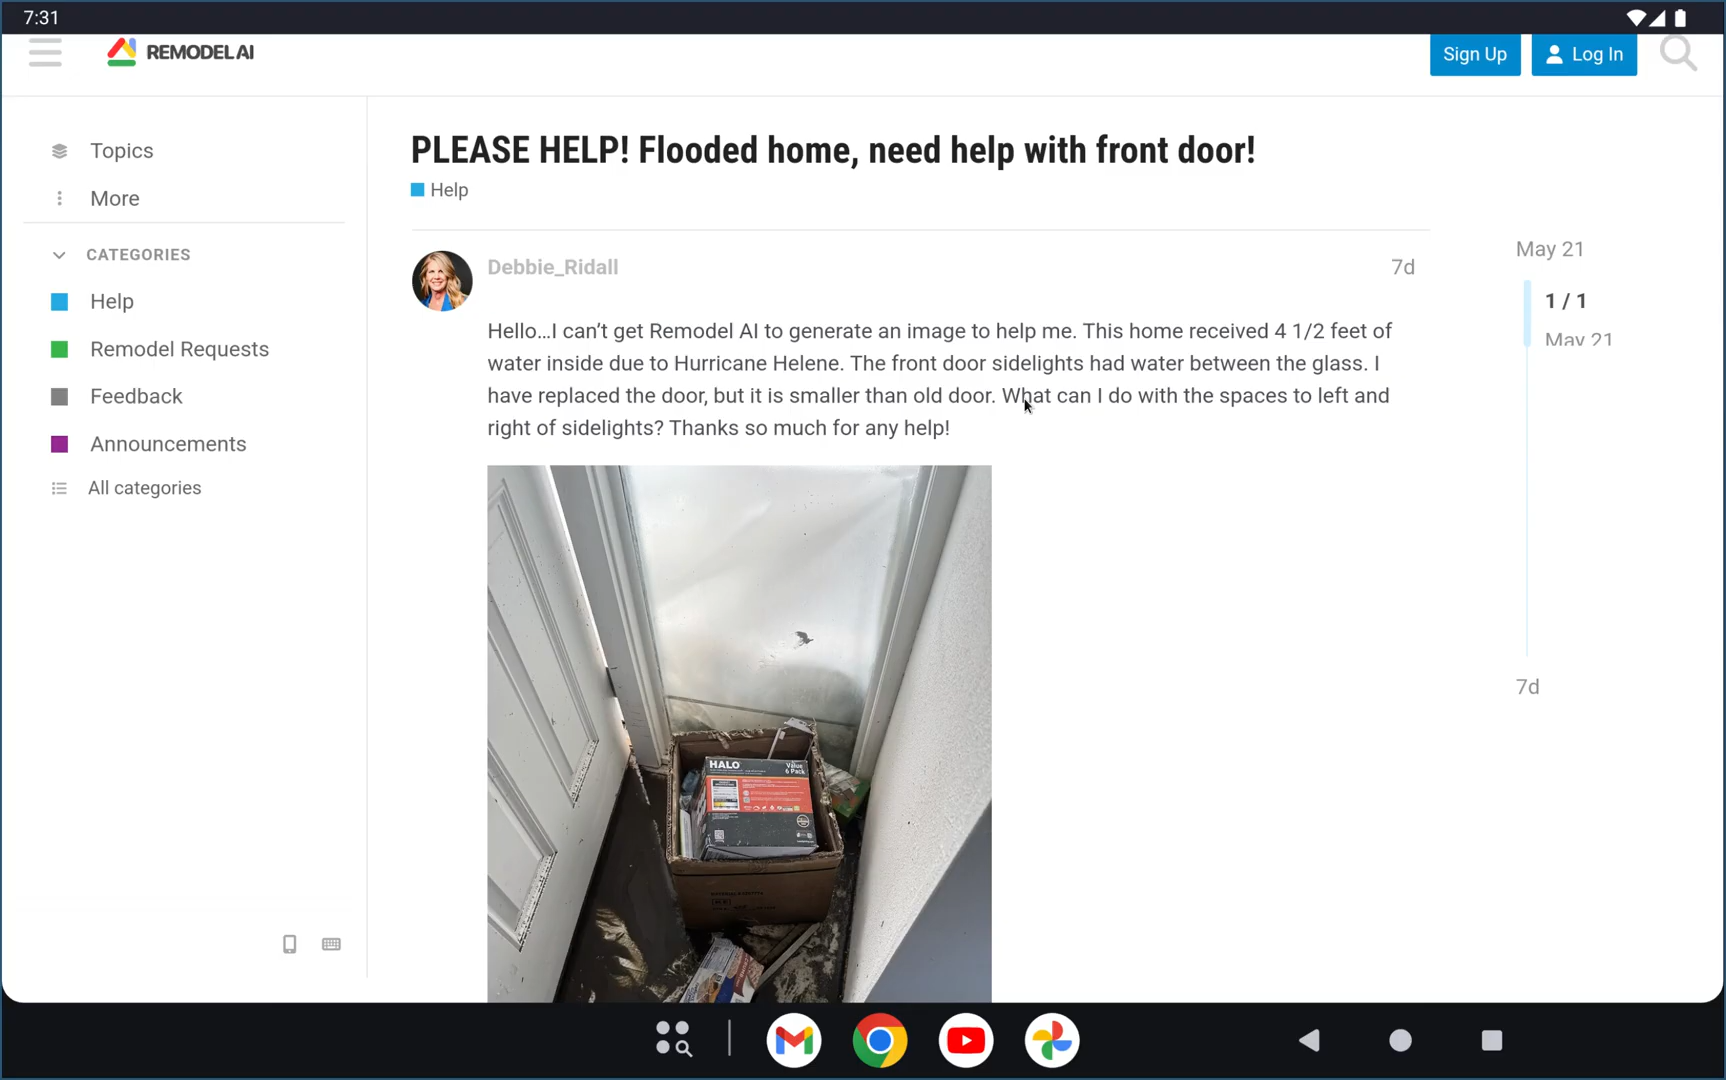 7:31
REMODEL AI
Sign Up
Log In
Topics
More
CATEGORIES
Help
Remodel Requests
Feedback
Announcements
All categories
PLEASE HELP! Flooded home, need help with front door!
Help
Debbie_Ridall
7d
Hello…I can’t get Remodel AI to generate an image to help me. This home received 4 1/2 feet of
water inside due to Hurricane Helene. The front door sidelights had water between the glass. I
have replaced the door, but it is smaller than old door. What can I do with the spaces to left and
right of sidelights? Thanks so much for any help!
HALO
Value
6 Pack
May 21
1 / 1
May 21
7d